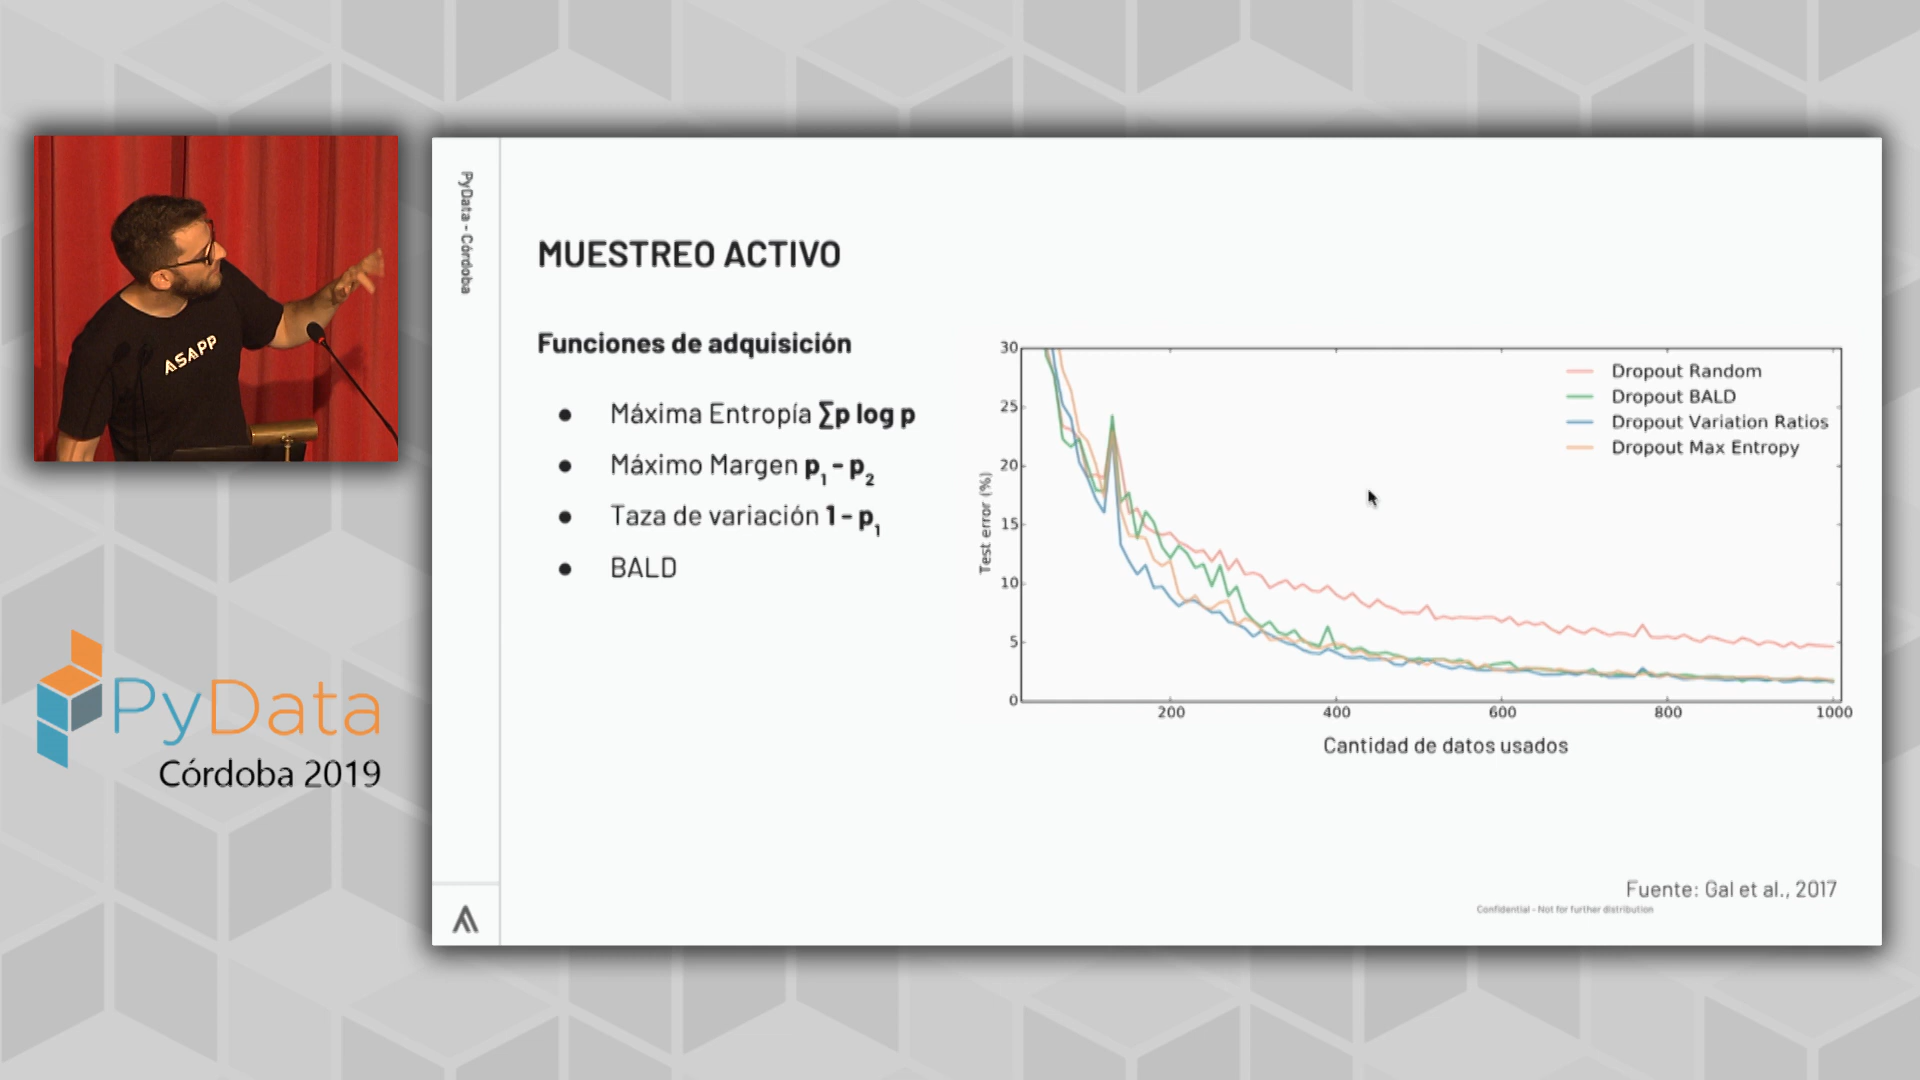 PyData - Córdoba
MUESTREO ACTIVO
Funciones de adquisición
● Máxima Entropía ∑p log p
● Máximo Margen p₁ - p₂
● Taza de variación 1 - p₁
● BALD
30
25
20
15
10
5
0
Test error (%)
200 400 600 800 1000
Cantidad de datos usados
Dropout Random
Dropout BALD
Dropout Variation Ratios
Dropout Max Entropy
Fuente: Gal et al., 2017
Confidential - Not for further distribution
ASAPP
PyData
Córdoba 2019